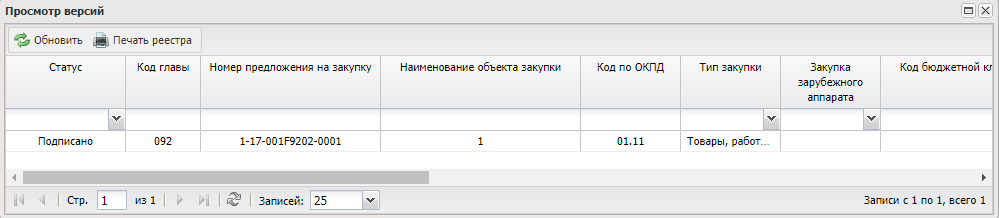 Просмотр версий
Обновить Печать реестра
Статус Код главы Номер предложения на закупку Наименование объекта закупки Код по ОКПД Тип закупки Закупка зарубежного аппарата Код бюджетной кл
Подписано 092 1-17-001F9202-0001 1 01.11 Товары, работ...
Стр. 1 из 1 Записей: 25 Записи с 1 по 1, всего 1